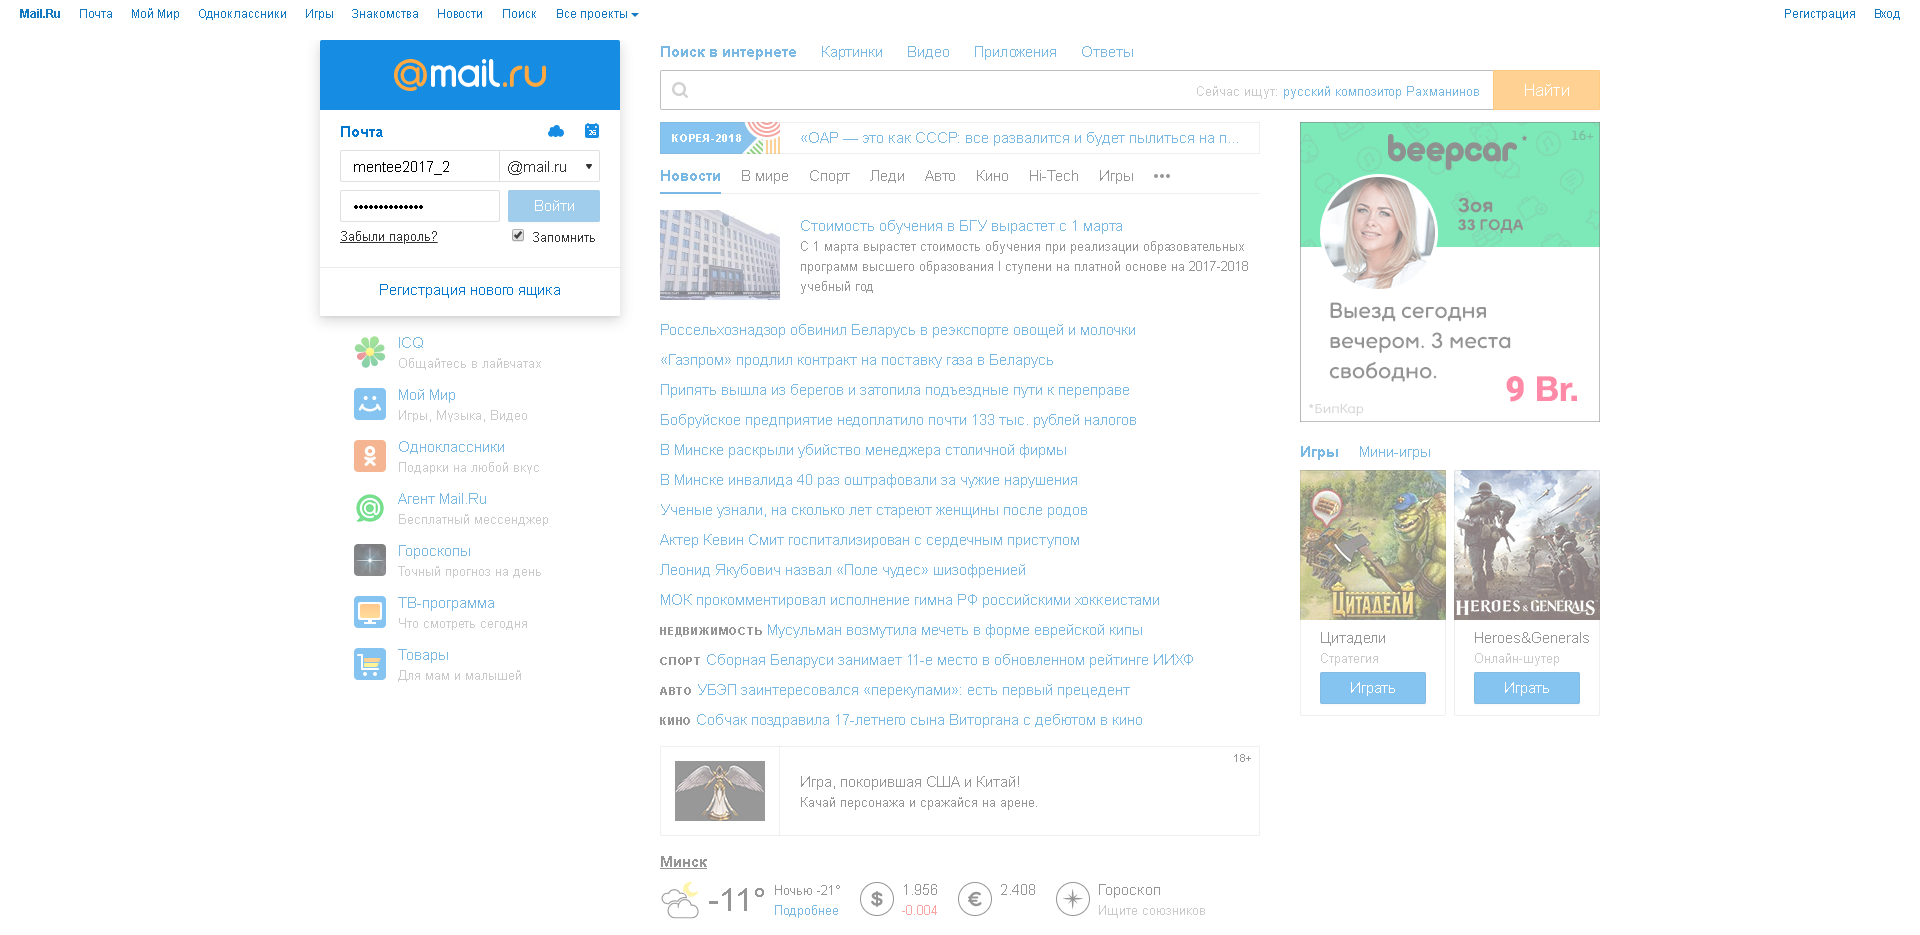 Mail.Ru Почта Мой Мир Одноклассники Игры Знакомства Новости Поиск Все проекты Регистрация Вход
@mail.ru
Почта
26
mentee2017_2 @mail.ru
•••••••••••••• Войти
Забыли пароль? Запомнить
Регистрация нового ящика
ICQ
Общайтесь в лайвчатах
Мой Мир
Игры, Музыка, Видео
Одноклассники
Подарки на любой вкус
Агент Mail.Ru
Бесплатный мессенджер
Гороскопы
Точный прогноз на день
ТВ-программа
Что смотреть сегодня
Товары
Для мам и малышей
Поиск в интернете Картинки Видео Приложения Ответы
Сейчас ищут: русский композитор Рахманинов Найти
КОРЕЯ-2018 «ОАР — это как СССР: все развалится и будет пылиться на п...
Новости В мире Спорт Леди Авто Кино Hi-Tech Игры •••
Стоимость обучения в БГУ вырастет с 1 марта
С 1 марта вырастет стоимость обучения при реализации образовательных
программ высшего образования I ступени на платной основе на 2017-2018
учебный год
Россельхознадзор обвинил Беларусь в реэкспорте овощей и молочки
«Газпром» продлил контракт на поставку газа в Беларусь
Припять вышла из берегов и затопила подъездные пути к переправе
Бобруйское предприятие недоплатило почти 133 тыс. рублей налогов
В Минске раскрыли убийство менеджера столичной фирмы
В Минске инвалида 40 раз оштрафовали за чужие нарушения
Ученые узнали, на сколько лет стареют женщины после родов
Актер Кевин Смит госпитализирован с сердечным приступом
Леонид Якубович назвал «Поле чудес» шизофренией
МОК прокомментировал исполнение гимна РФ российскими хоккеистами
НЕДВИЖИМОСТЬ Мусульман возмутила мечеть в форме еврейской кипы
СПОРТ Сборная Беларуси занимает 11-е место в обновленном рейтинге ИИХФ
АВТО УБЭП заинтересовался «перекупами»: есть первый прецедент
КИНО Собчак поздравила 17-летнего сына Виторгана с дебютом в кино
18+
Игра, покорившая США и Китай!
Качай персонажа и сражайся на арене.
Минск
-11° Ночью -21° $ 1.956 € 2.408 Гороскоп
Подробнее -0.004 Ищите союзников
16+
beepcar*
Зоя
33 ГОДА
Выезд сегодня
вечером. 3 места
свободно.
9 Br.
*БипКар
Игры Мини-игры
ЦИТАДЕЛИ
HEROES & GENERALS
Цитадели
Стратегия
Играть
Heroes&Generals
Онлайн-шутер
Играть